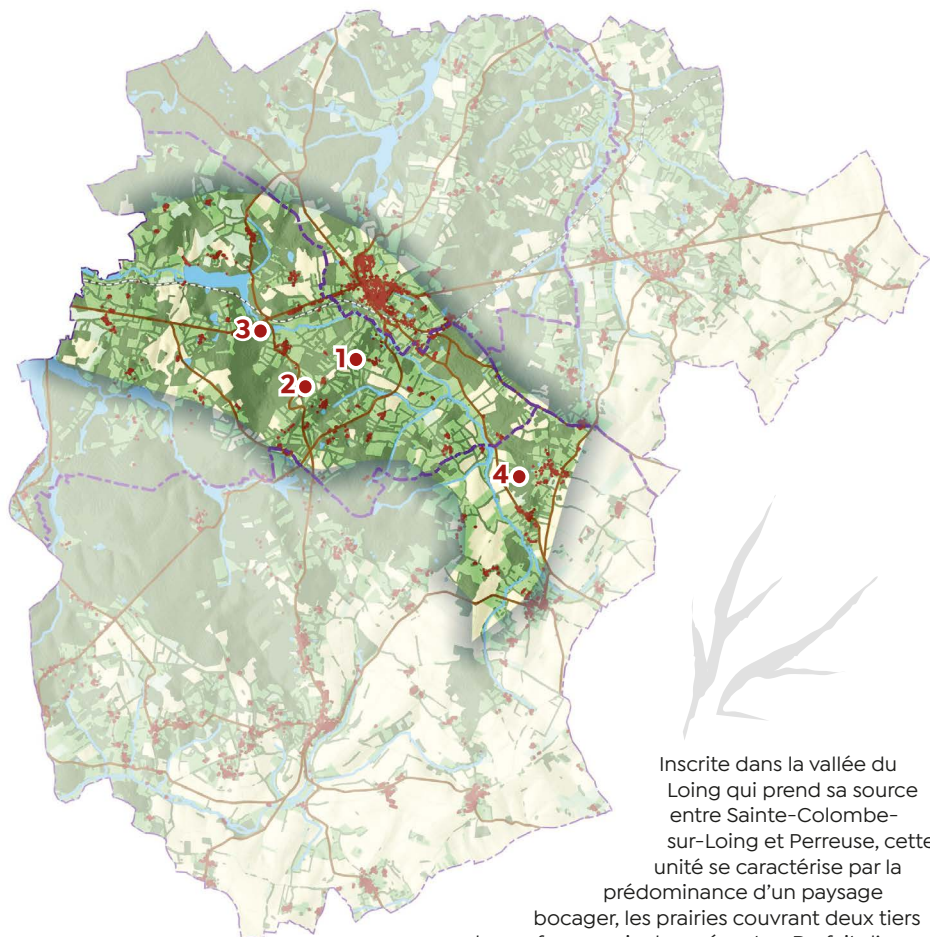 3
1
2
4
Inscrite dans la vallée du
Loing qui prend sa source
entre Sainte-Colombe-
sur-Loing et Perreuse, cette
unité se caractérise par la
prédominance d'un paysage
bocager, les prairies couvrant deux tiers